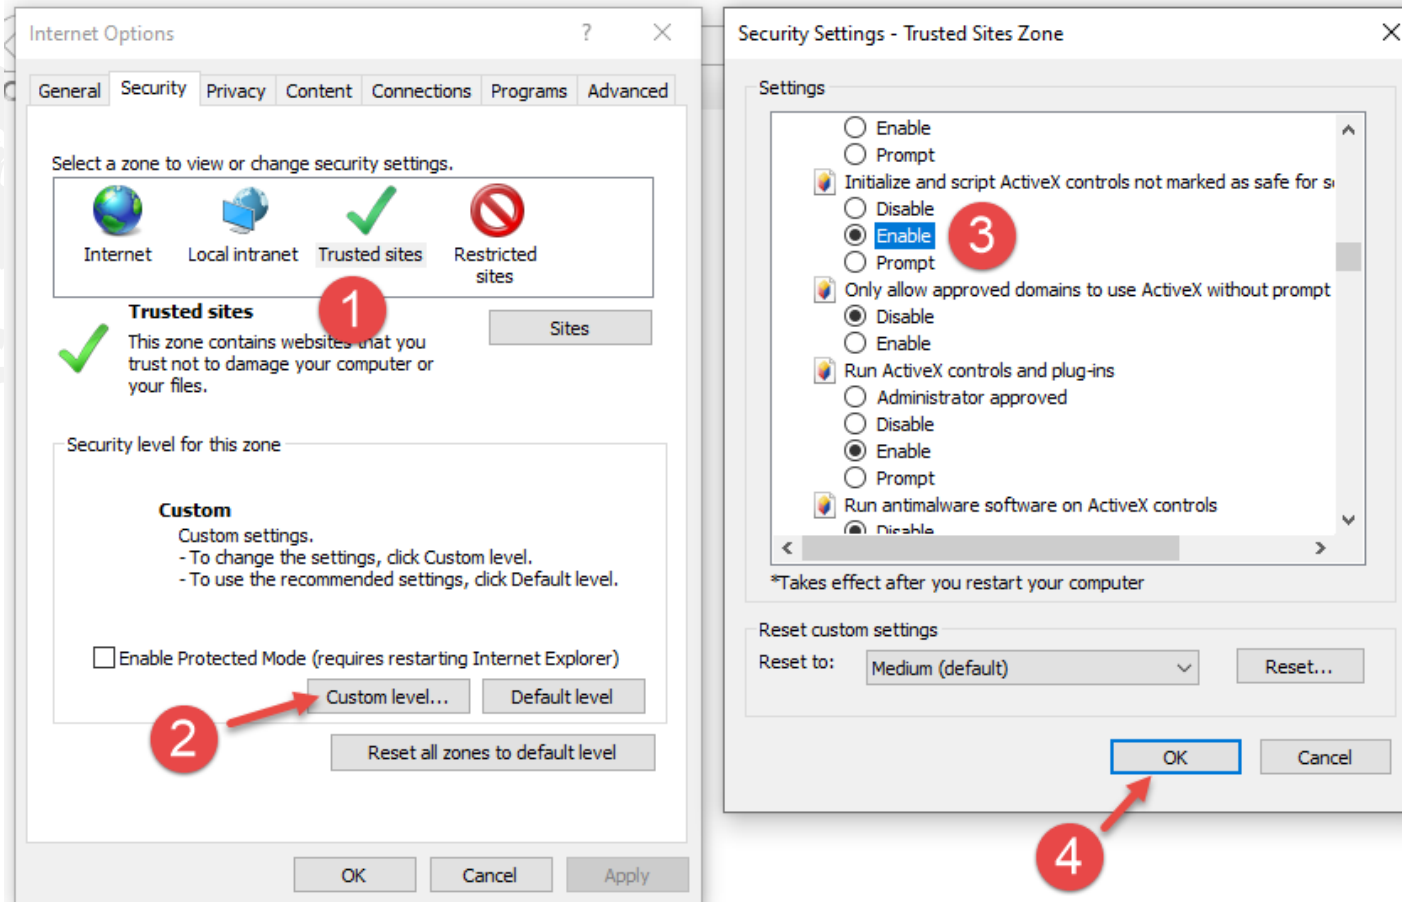 Internet Options
?
General Security Privacy Content Connections Programs Advanced
Select a zone to view or change security settings.
Internet
Local intranet
Trusted sites
Restricted
sites
1
Trusted sites
This zone contains websites that you
trust not to damage your computer or
your files.
Sites
Security level for this zone
Custom
Custom settings.
- To change the settings, click Custom level.
- To use the recommended settings, click Default level.
Enable Protected Mode (requires restarting Internet Explorer)
2
Custom level...
Default level
Reset all zones to default level
OK
Cancel
Apply
Security Settings - Trusted Sites Zone
Settings
Enable
Prompt
Initialize and script ActiveX controls not marked as safe for s
Disable
Enable
3
Prompt
Only allow approved domains to use ActiveX without prompt
Disable
Enable
Run ActiveX controls and plug-ins
Administrator approved
Disable
Enable
Prompt
Run antimalware software on ActiveX controls
Disable
*Takes effect after you restart your computer
Reset custom settings
Reset to:
Medium (default)
Reset...
OK
Cancel
4